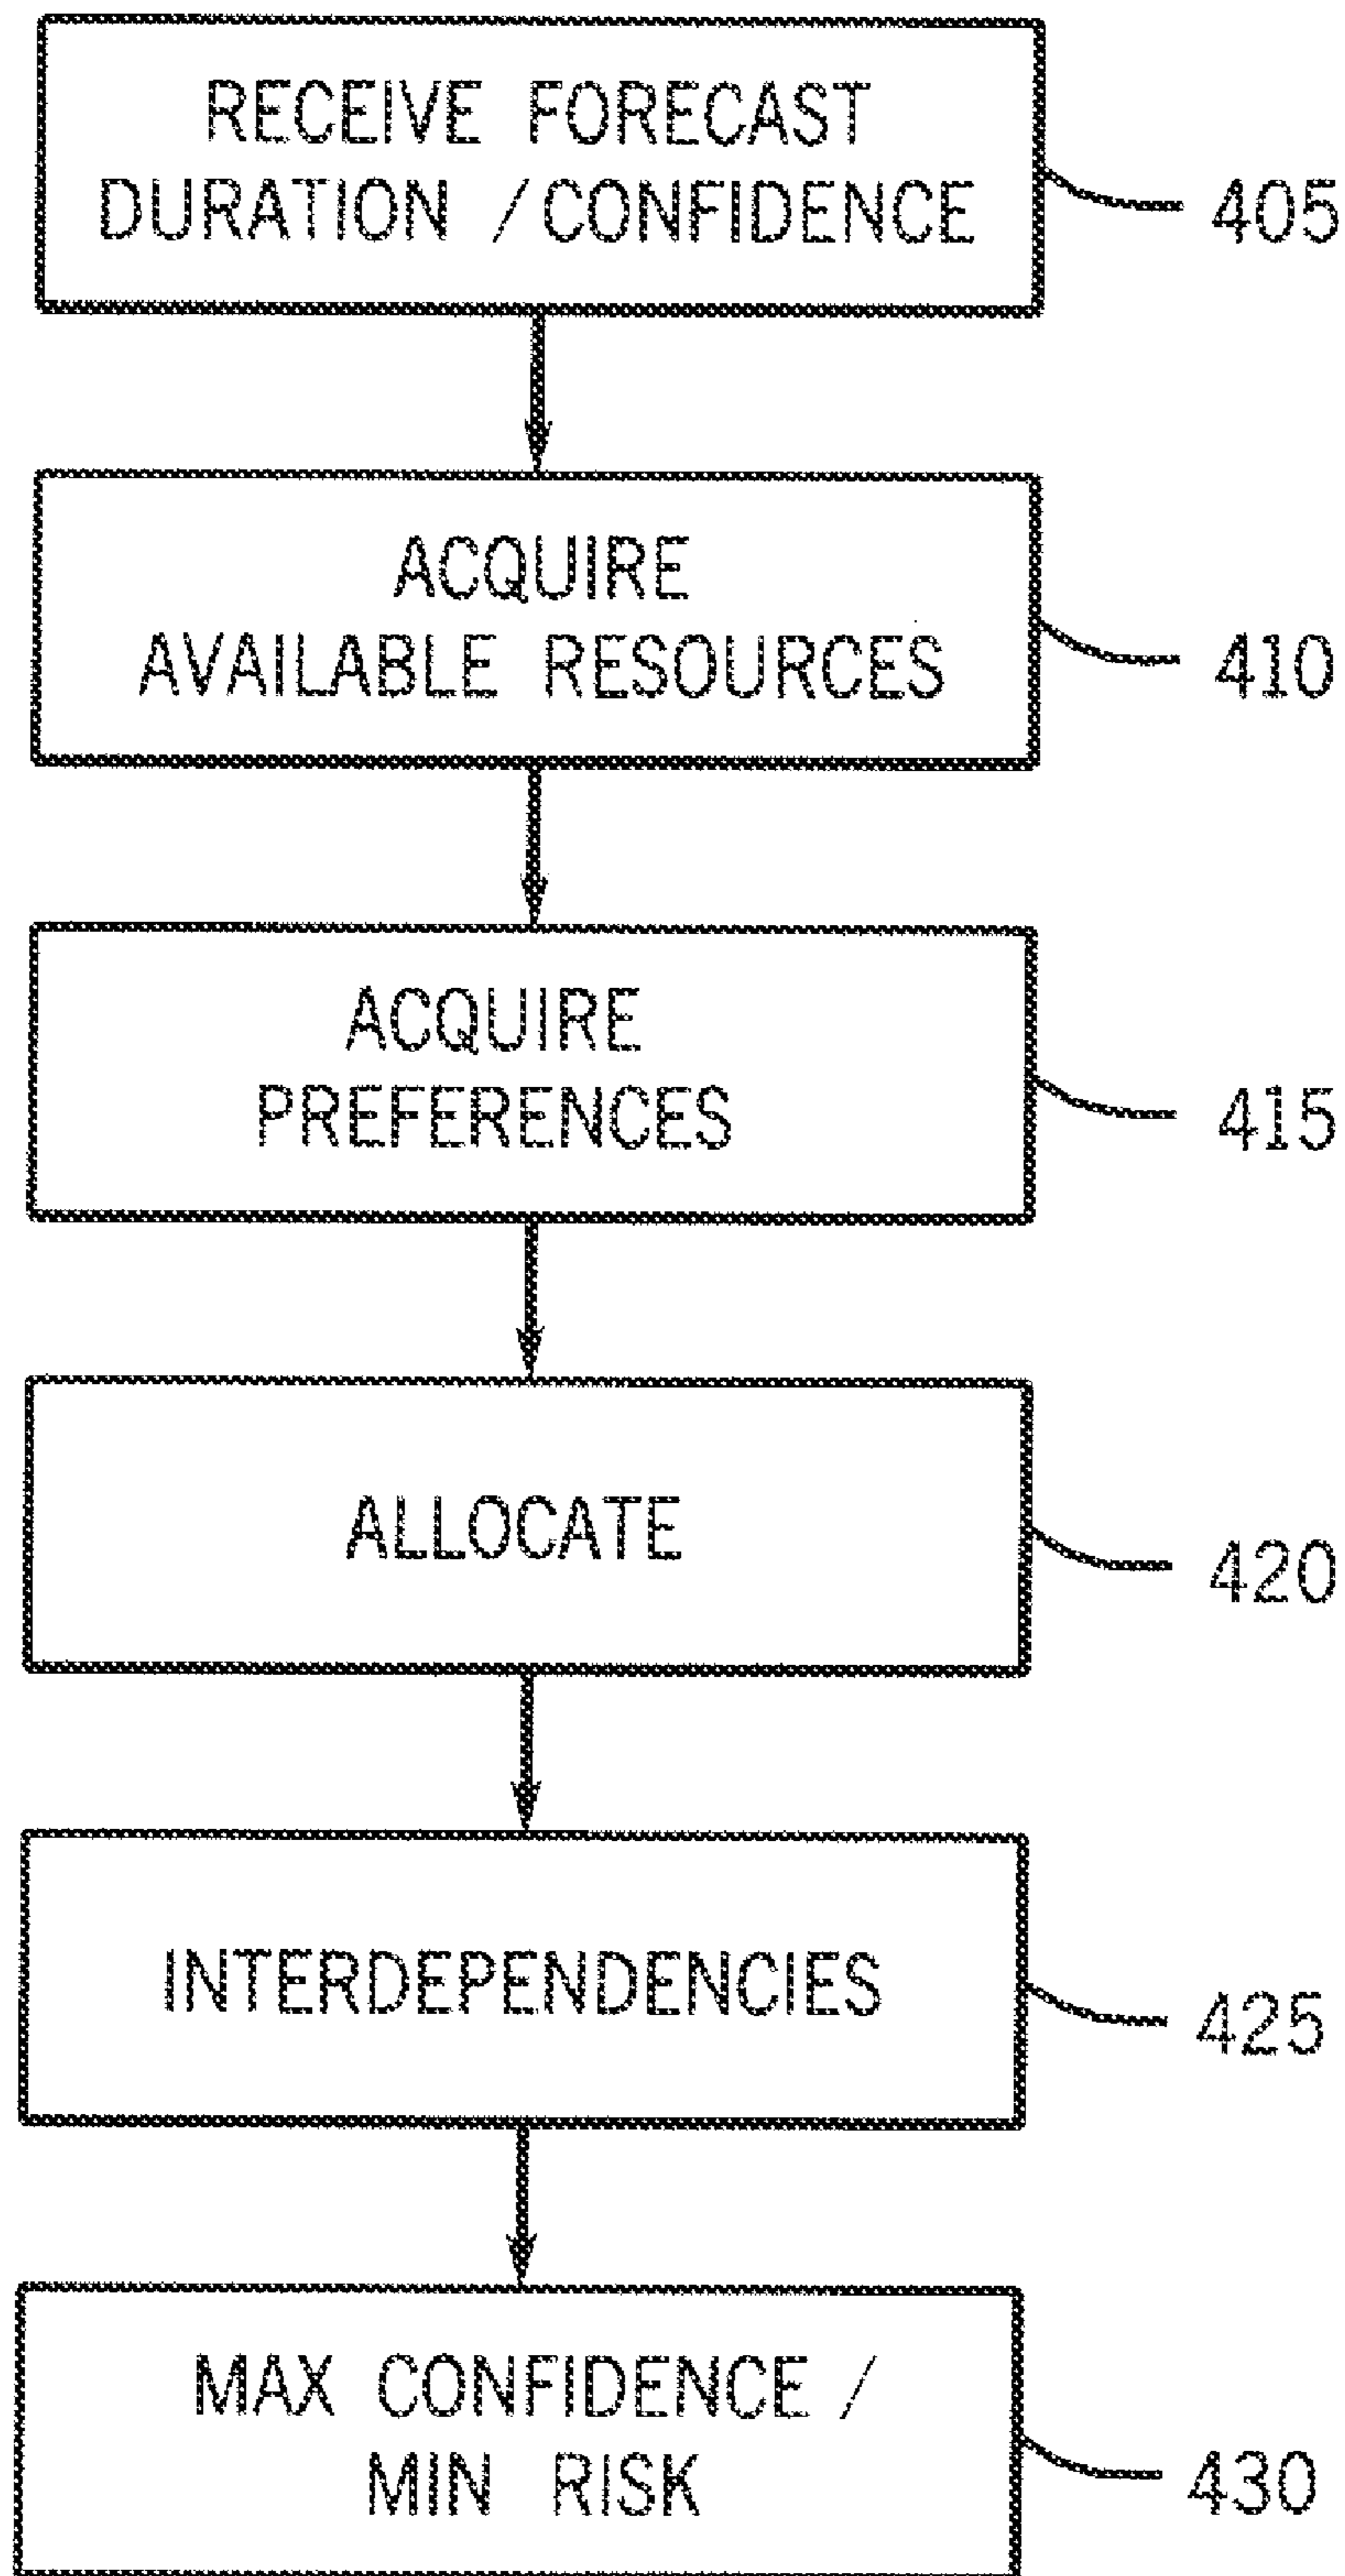 RECEIVE FORECAST
DURATION / CONFIDENCE
405
ACQUIRE
AVAILABLE RESOURCES
410
ACQUIRE
PREFERENCES
415
ALLOCATE
420
INTERDEPENDENCIES
425
MAX CONFIDENCE /
MIN RISK
430